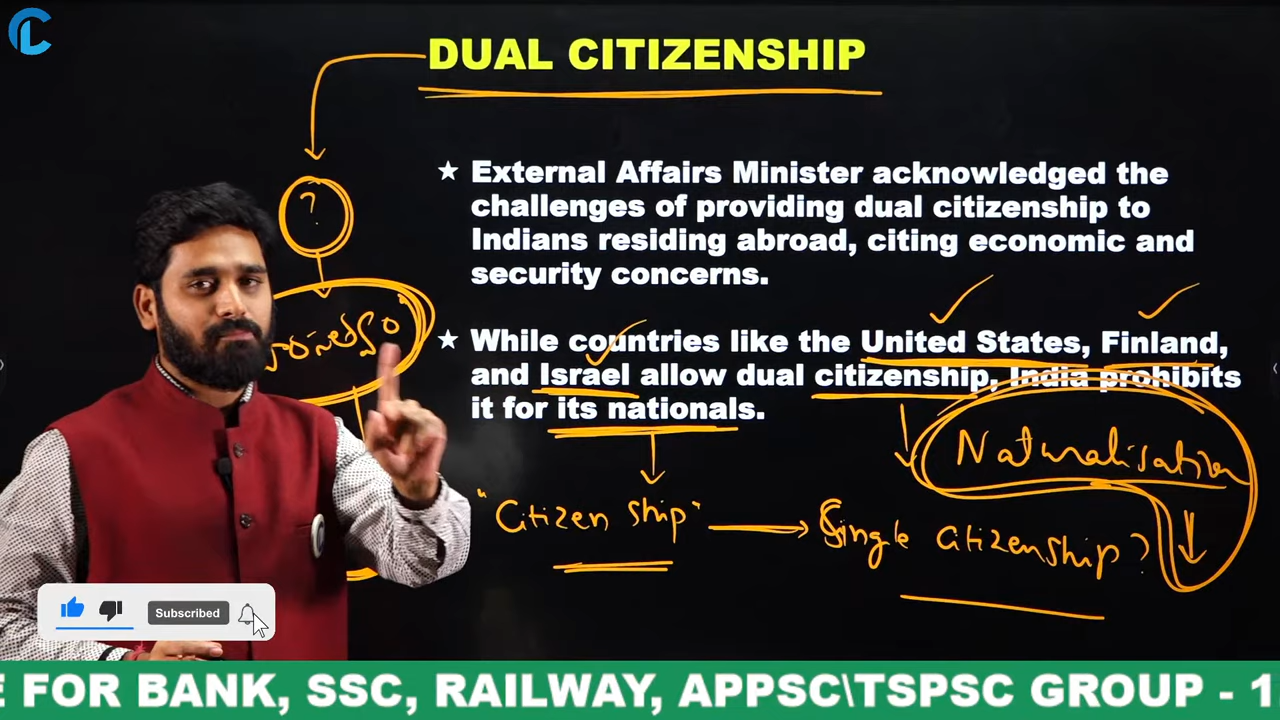 DUAL CITIZENSHIP
?
★ External Affairs Minister acknowledged the
challenges of providing dual citizenship to
Indians residing abroad, citing economic and
security concerns.
★ While countries like the United States, Finland,
and Israel allow dual citizenship, India prohibits
it for its nationals.
Naturalisation
"Citizen ship" → Single Citizenship?
Subscribed
E FOR BANK, SSC, RAILWAY, APPSC\TSPSC GROUP - 1